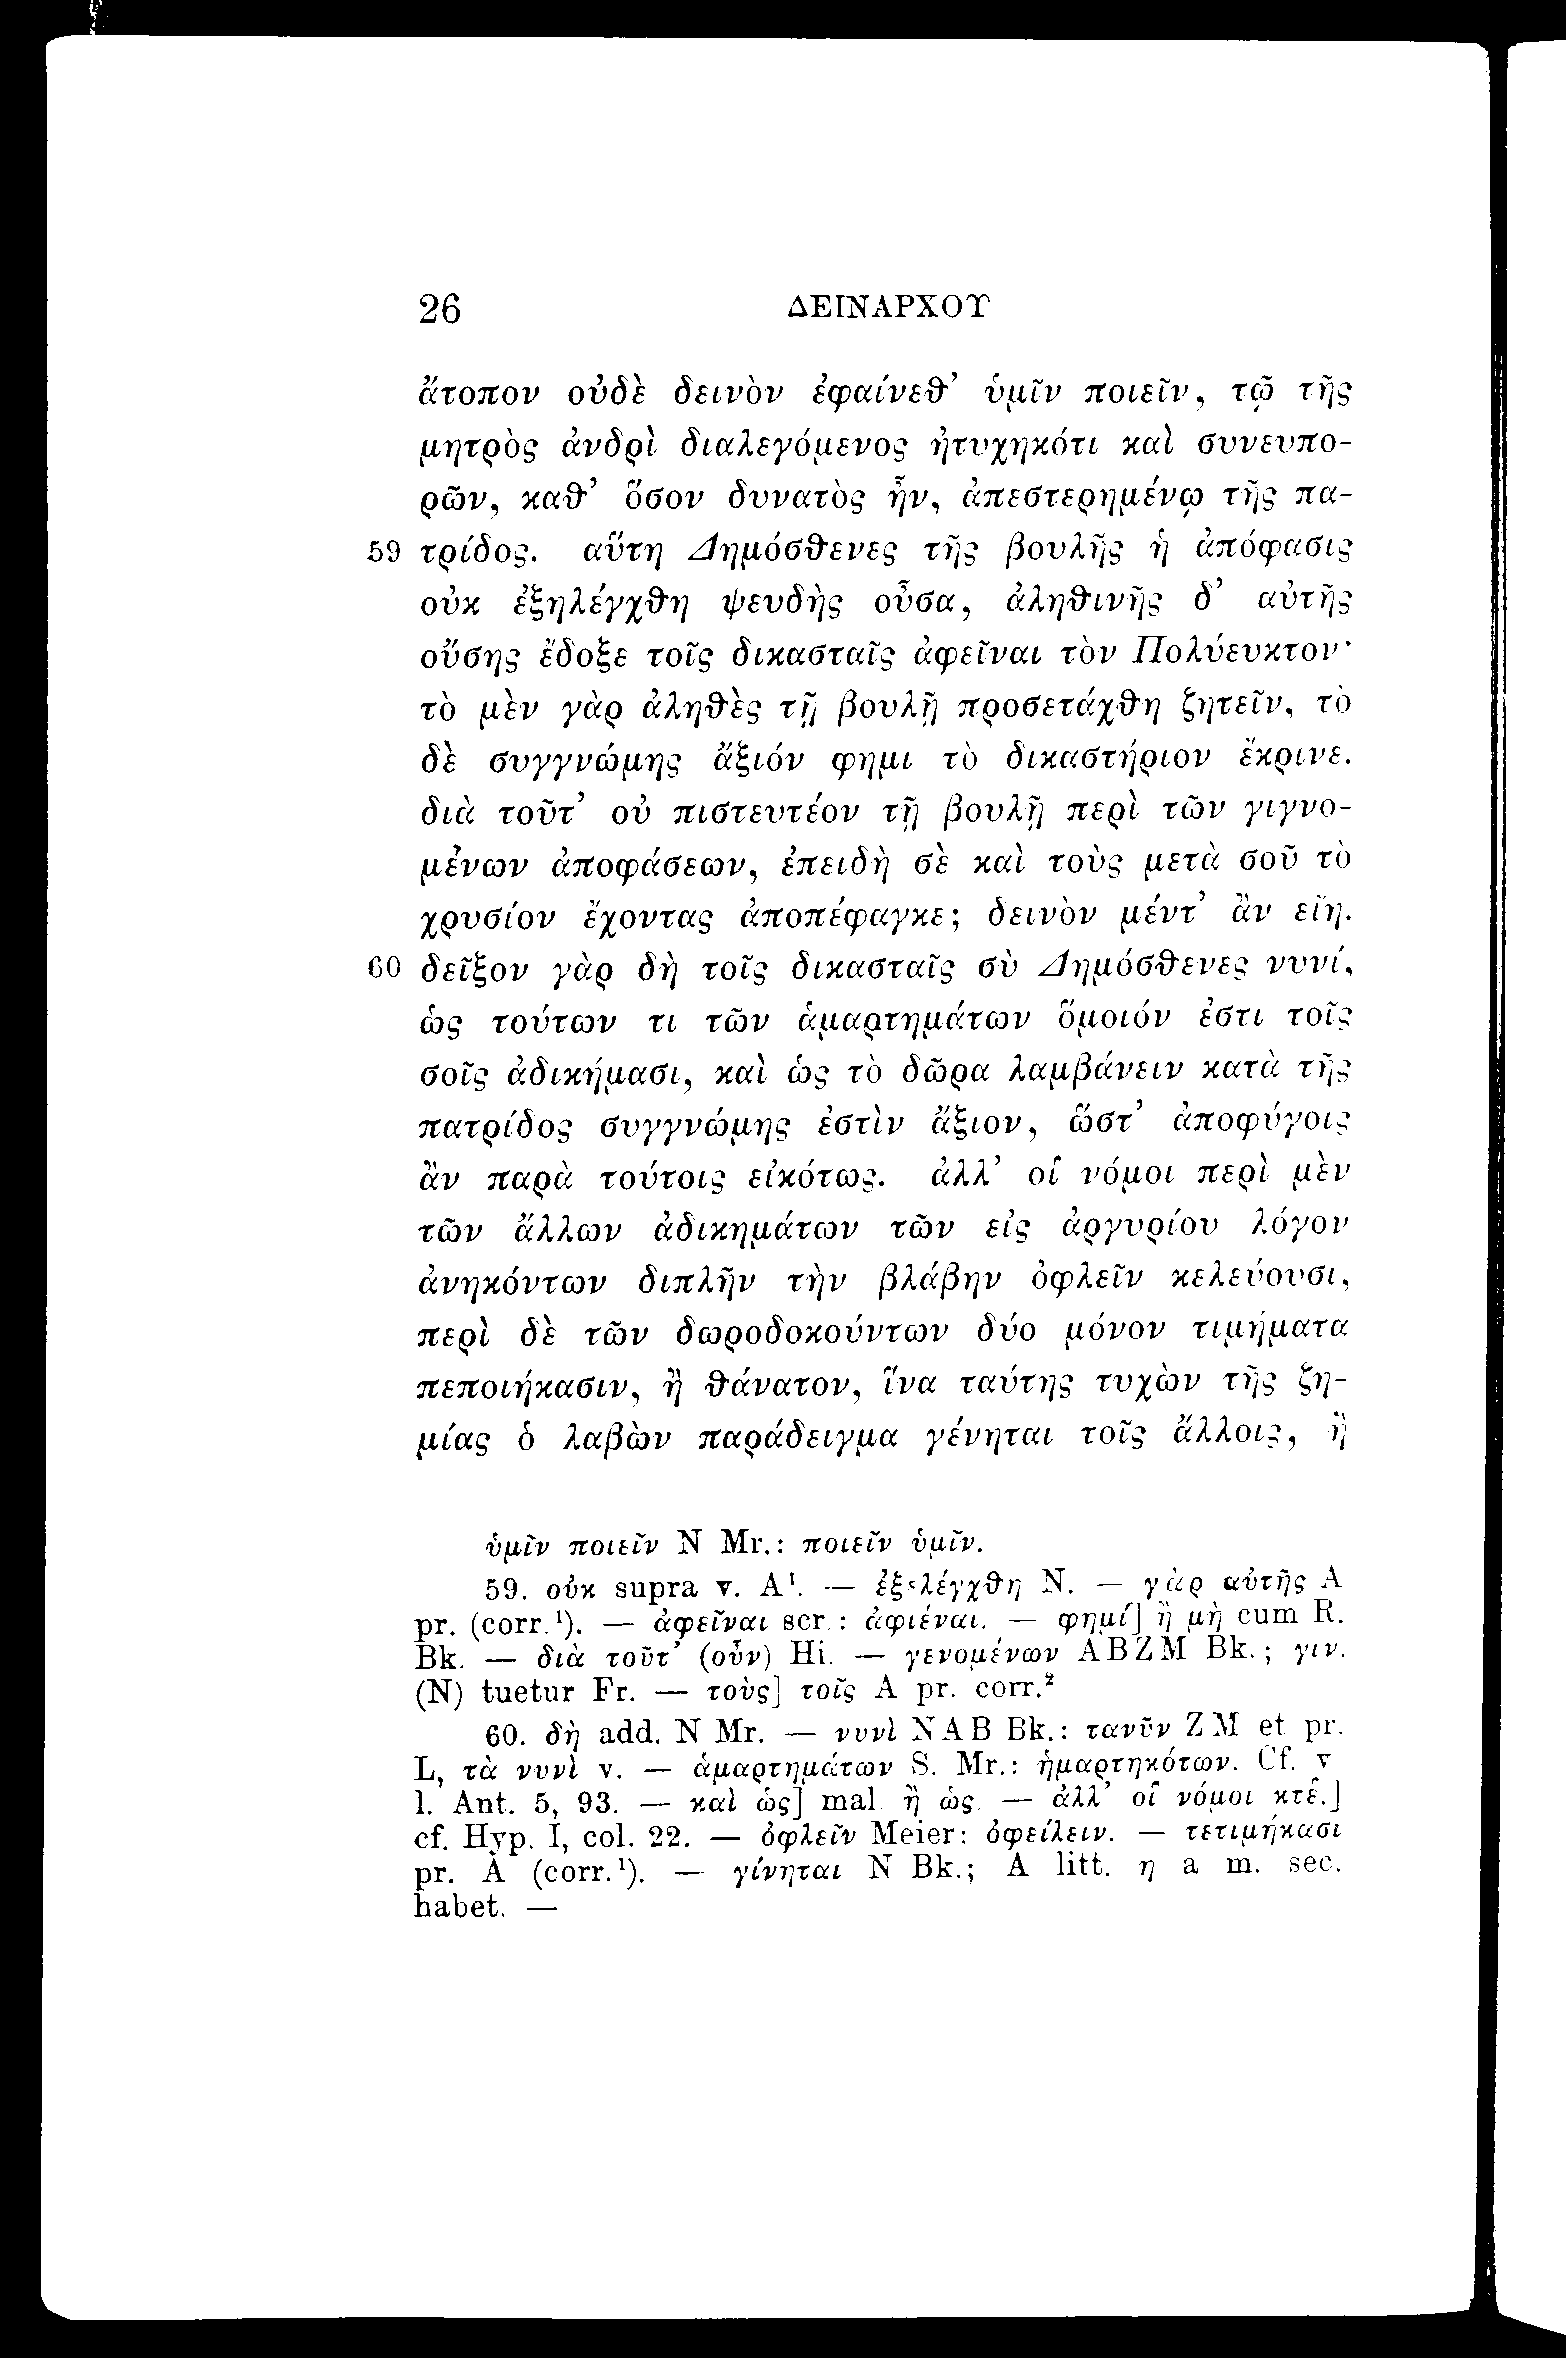 26 ΔΕΙΝΑΡΧΟΥ
ἄτοπον οὐδὲ δεινὸν ἐφαίνεθ’ ὑμῖν ποιεῖν, τῷ τῆς
μητρὸς ἀνδρὶ διαλεγόμενος ἠτυχηκότι καὶ συνευπο-
ρῶν, καθ’ ὅσον δυνατὸς ἦν, ἀπεστερημένῳ τῆς πα-
59 τρίδος. αὕτη Δημόσθενες τῆς βουλῆς ἡ ἀπόφασις
οὐκ ἐξηλέγχθη ψευδὴς οὖσα, ἀληθινῆς δ’ αὐτῆς
οὔσης ἔδοξε τοῖς δικασταῖς ἀφεῖναι τὸν Πολύευκτον·
τὸ μὲν γὰρ ἀληθὲς τῇ βουλῇ προσετάχθη ζητεῖν, τὸ
δὲ συγγνώμης ἄξιόν φημι τὸ δικαστήριον ἔκρινε.
διὰ τοῦτ’ οὐ πιστευτέον τῇ βουλῇ περὶ τῶν γιγνο-
μένων ἀποφάσεων, ἐπειδὴ σὲ καὶ τοὺς μετὰ σοῦ τὸ
χρυσίον ἔχοντας ἀποπέφαγκε; δεινὸν μέντ’ ἂν εἴη.
60 δεῖξον γὰρ δὴ τοῖς δικασταῖς σὺ Δημόσθενες νυνί,
ὡς τούτων τι τῶν ἁμαρτημάτων ὅμοιόν ἐστι τοῖς
σοῖς ἀδικήμασι, καὶ ὡς τὸ δῶρα λαμβάνειν κατὰ τῆς
πατρίδος συγγνώμης ἐστὶν ἄξιον, ὥστ’ ἀποφύγοις
ἂν παρὰ τούτοις εἰκότως. ἀλλ’ οἱ νόμοι περὶ μὲν
τῶν ἄλλων ἀδικημάτων τῶν εἰς ἀργυρίου λόγον
ἀνηκόντων διπλῆν τὴν βλάβην ὀφλεῖν κελεύουσι,
περὶ δὲ τῶν δωροδοκούντων δύο μόνον τιμήματα
πεποιήκασιν, ἢ θάνατον, ἵνα ταύτης τυχὼν τῆς ζη-
μίας ὁ λαβὼν παράδειγμα γένηται τοῖς ἄλλοις, ἢ
ὑμῖν ποιεῖν N Mr.: ποιεῖν ὑμῖν.
59. οὐκ supra v. A¹. — ἐξελέγχθη N. — γὰρ αὐτῆς A
pr. (corr.¹). — ἀφεῖναι scr.: ἀφιέναι. — φημί] ἢ μὴ cum R.
Bk. — διὰ τοῦτ’ (οὖν) Hi. — γενομένων ABZM Bk.; γιν.
(N) tuetur Fr. — τοὺς] τοῖς A pr. corr.²
60. δὴ add. N Mr. — νυνὶ NAB Bk.: τανῦν ZM et pr.
L, τὰ νυνὶ v. — ἁμαρτημάτων S. Mr.: ἡμαρτηκότων. Cf. v
l. Ant. 5, 93. — καὶ ὡς] mal. ἢ ὡς. — ἀλλ’ οἱ νόμοι κτέ.]
cf. Hyp. I, col. 22. — ὀφλεῖν Meier: ὀφείλειν. — τετιμήκασι
pr. A (corr.¹). — γίνηται N Bk.; A litt. η a m. sec.
habet. —